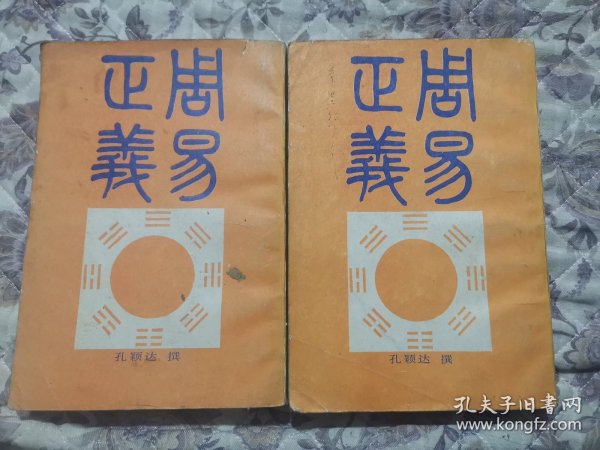 周易
正義
孔颖达 撰
周易
正義
孔颖达 撰
孔夫子旧书网
www.kongfz.com